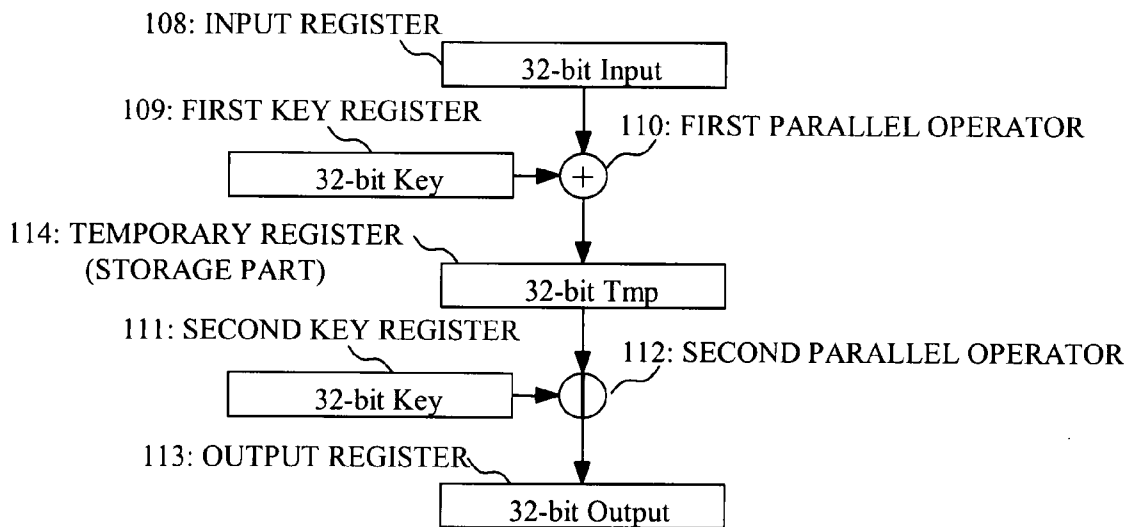 108: INPUT REGISTER
32-bit Input
109: FIRST KEY REGISTER
110: FIRST PARALLEL OPERATOR
32-bit Key
+
114: TEMPORARY REGISTER
(STORAGE PART)
32-bit Tmp
111: SECOND KEY REGISTER
112: SECOND PARALLEL OPERATOR
32-bit Key
113: OUTPUT REGISTER
32-bit Output